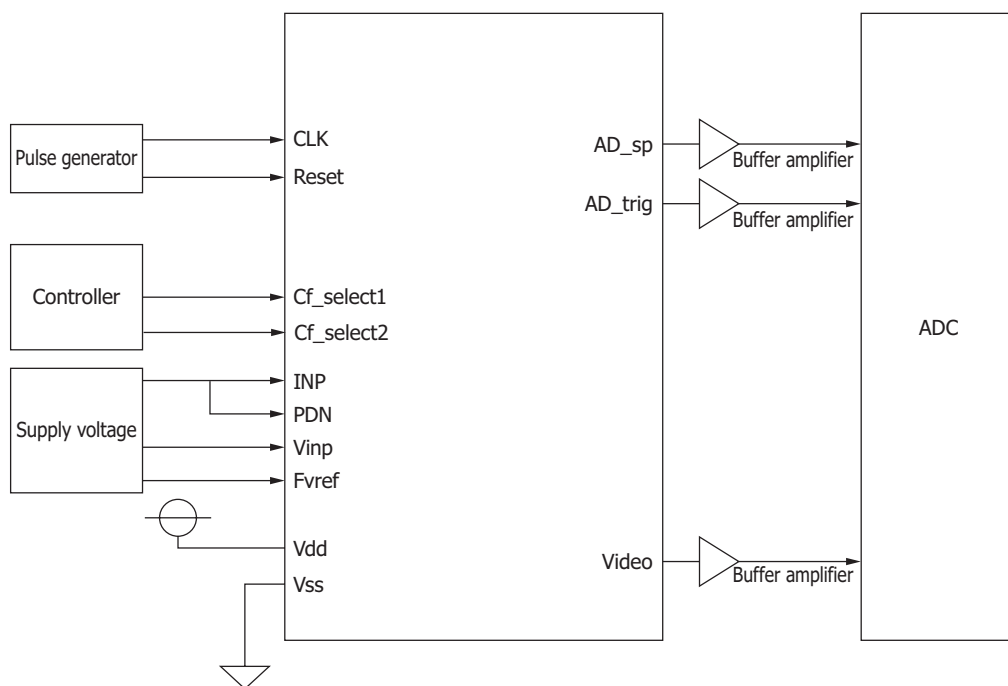 Pulse generator
CLK
Reset
Controller
Cf_select1
Cf_select2
Supply voltage
INP
PDN
Vinp
Fvref
Vdd
Vss
AD_sp
Buffer amplifier
AD_trig
Buffer amplifier
Video
Buffer amplifier
ADC